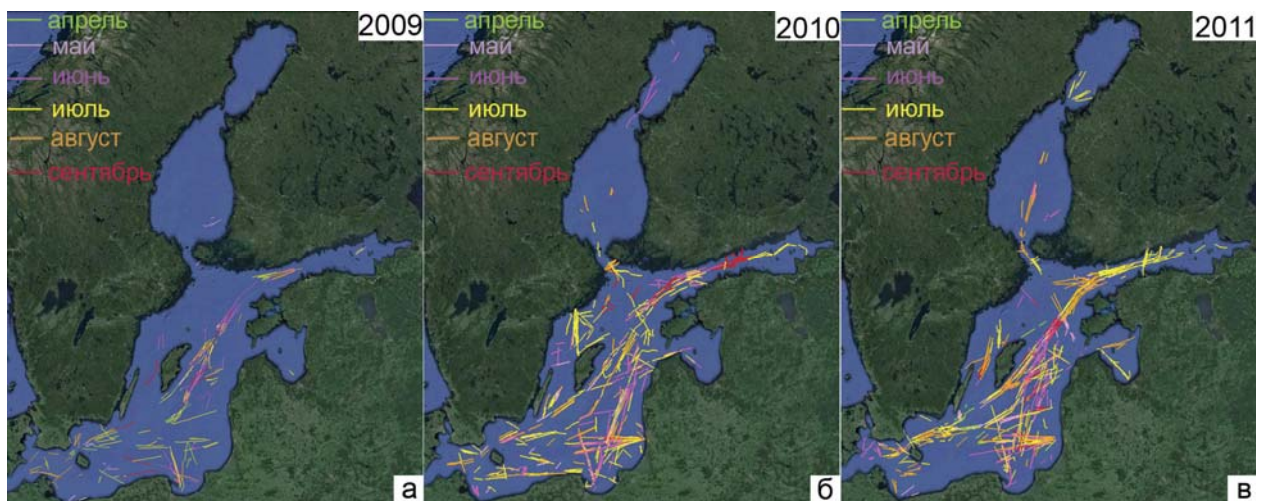 2009
апрель
май
июнь
июль
август
сентябрь
а
2010
апрель
май
июнь
июль
август
сентябрь
б
2011
апрель
май
июнь
июль
август
сентябрь
в